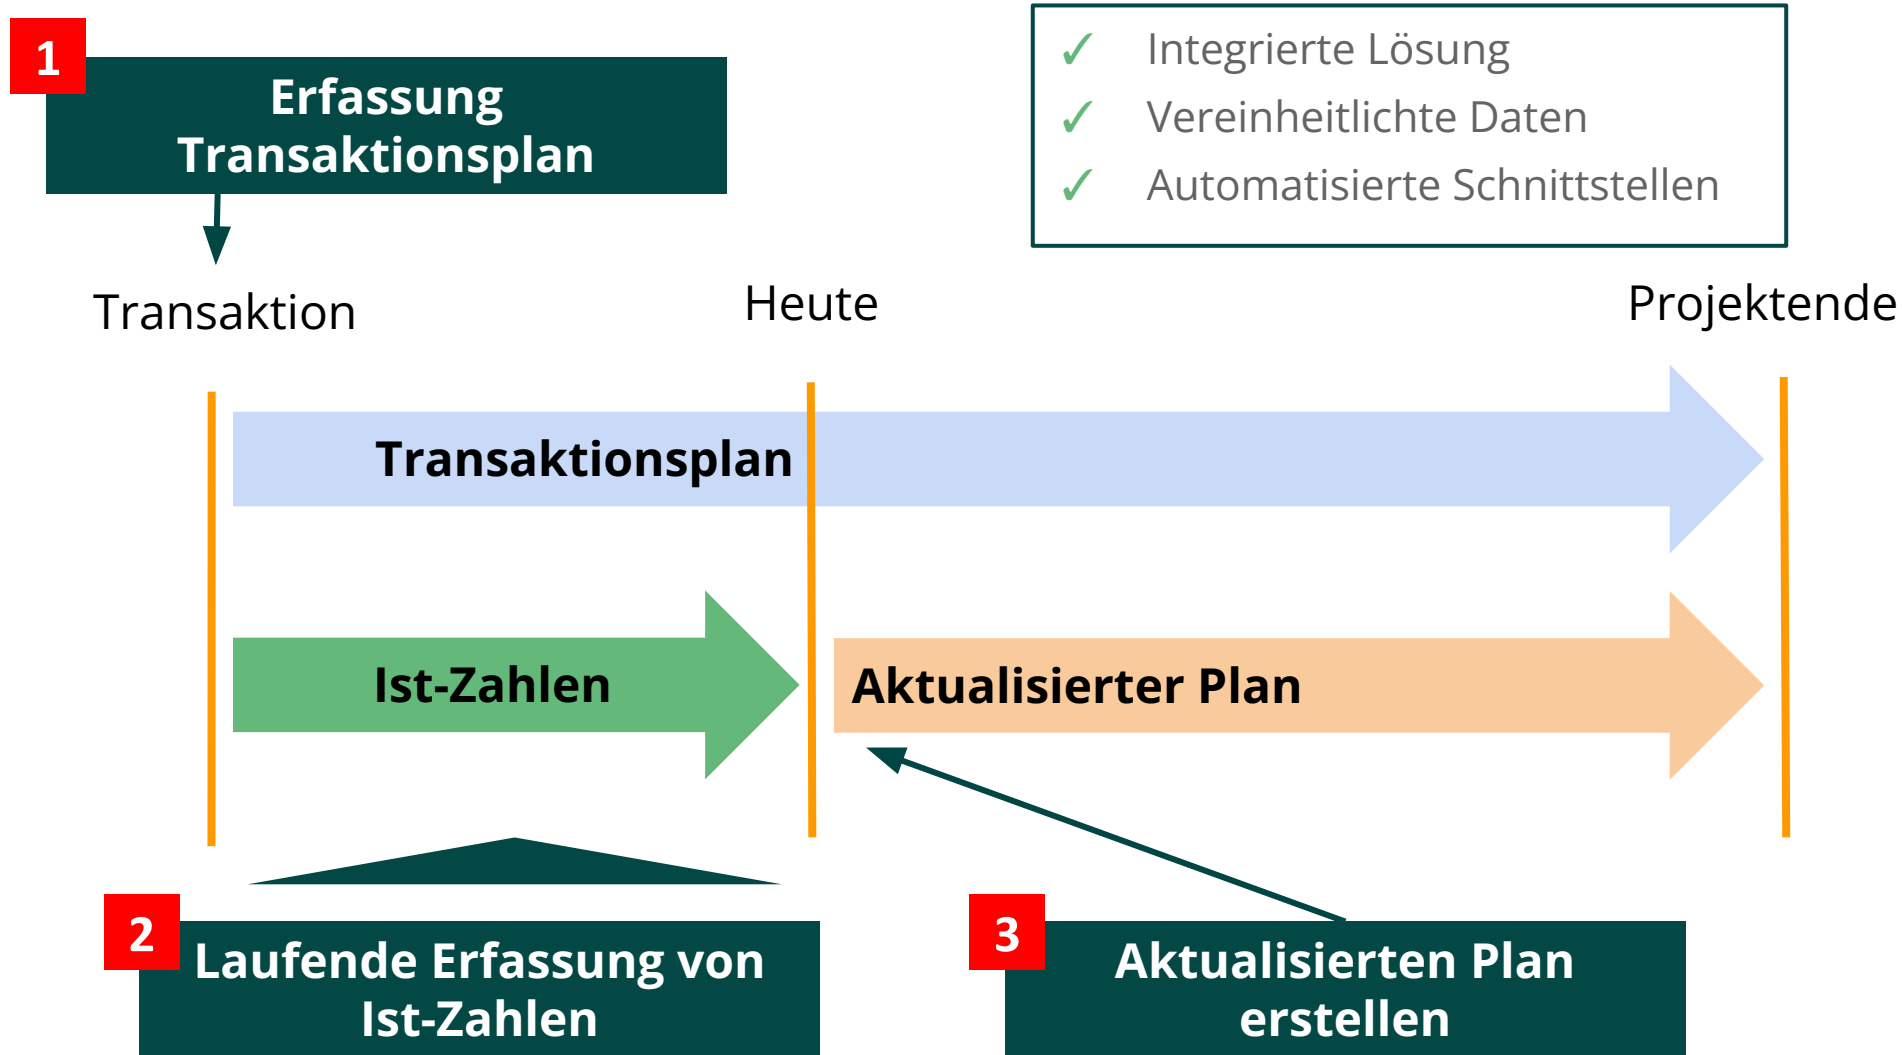 1
Erfassung
Transaktionsplan
✓ Integrierte Lösung
✓ Vereinheitlichte Daten
✓ Automatisierte Schnittstellen
Transaktion
Heute
Projektende
Transaktionsplan
Ist-Zahlen
Aktualisierter Plan
2
Laufende Erfassung von
Ist-Zahlen
3
Aktualisierten Plan
erstellen